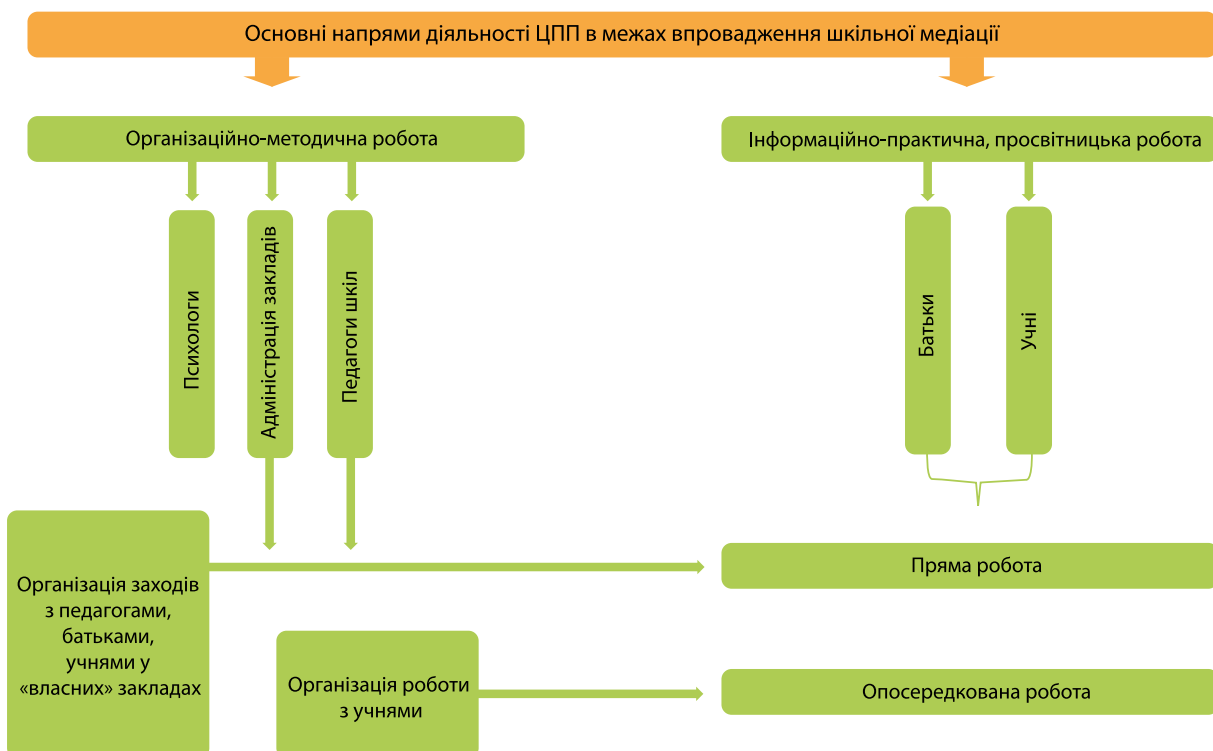 Основні напрями діяльності ЦПП в межах впровадження шкільної медіації
Організаційно-методична робота
Інформаційно-практична, просвітницька робота
Психологи
Адміністрація закладів
Педагоги шкіл
Батьки
Учні
Організація заходів
з педагогами,
батьками,
учнями у
«власних» закладах
Пряма робота
Організація роботи
з учнями
Опосередкована робота